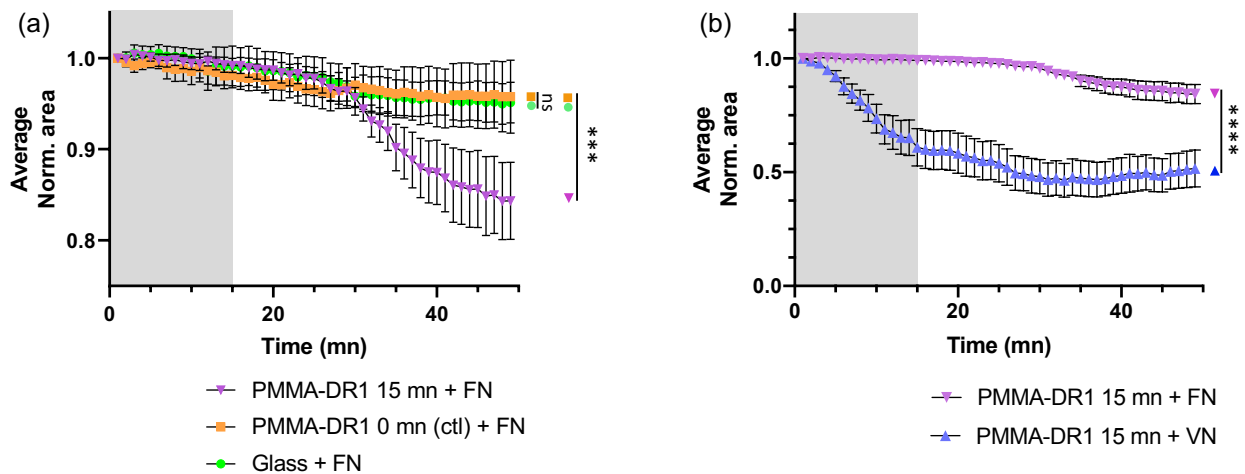 (a)
Average
Norm. area
1.0
0.9
0.8
0
20
40
Time (mn)
ns
***
PMMA-DR1 15 mn + FN
PMMA-DR1 0 mn (ctl) + FN
Glass + FN
(b)
Average
Norm. area
1.0
0.5
0.0
0
20
40
Time (mn)
****
PMMA-DR1 15 mn + FN
PMMA-DR1 15 mn + VN